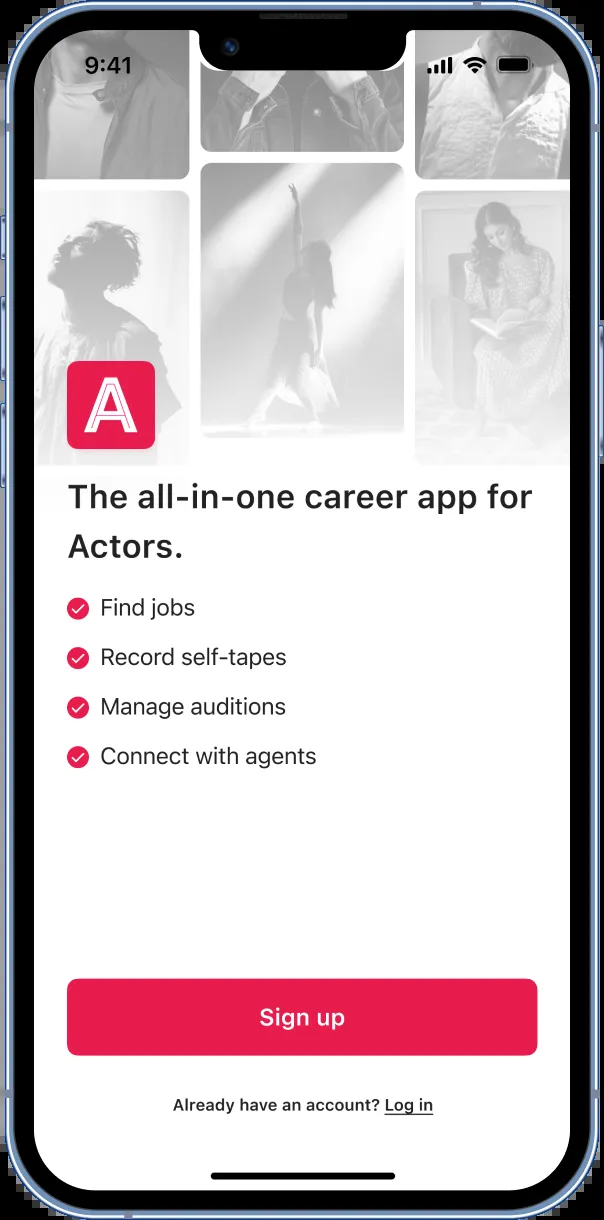 9:41
A
The all-in-one career app for
Actors.
Find jobs
Record self-tapes
Manage auditions
Connect with agents
Sign up
Already have an account? Log in